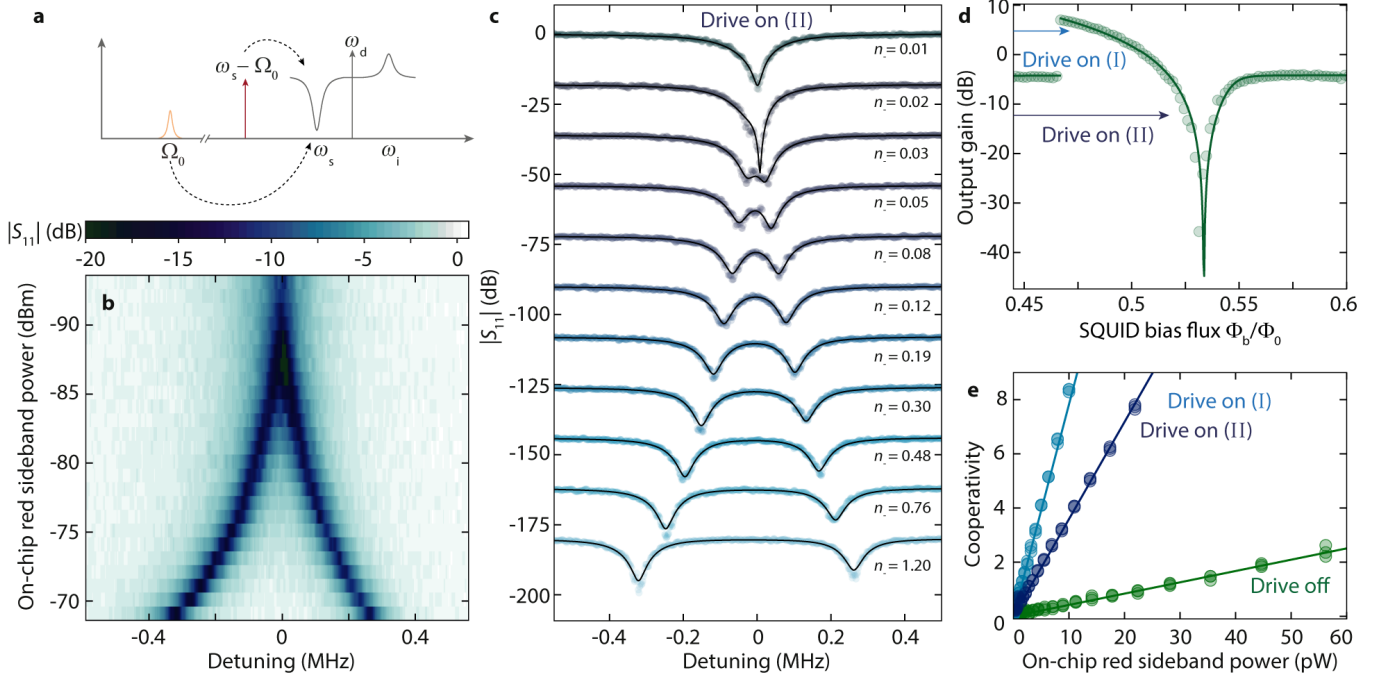 a
ω_d
ω_s – Ω_0
Ω_0
ω_s
ω_i
|S_11| (dB)
-20 -15 -10 -5 0
b
On-chip red sideband power (dBm)
-90
-85
-80
-75
-70
-0.4 0 0.4
Detuning (MHz)
c
Drive on (II)
|S_11| (dB)
0
-25
-50
-75
-100
-125
-150
-175
-200
n_- = 0.01
n_- = 0.02
n_- = 0.03
n_- = 0.05
n_- = 0.08
n_- = 0.12
n_- = 0.19
n_- = 0.30
n_- = 0.48
n_- = 0.76
n_- = 1.20
-0.4 -0.2 0 0.2 0.4
Detuning (MHz)
d
Output gain (dB)
10
0
-10
-20
-30
-40
Drive on (I)
Drive on (II)
0.45 0.5 0.55 0.6
SQUID bias flux Φ_b/Φ_0
e
Cooperativity
8
6
4
2
0
Drive on (I)
Drive on (II)
Drive off
0 10 20 30 40 50 60
On-chip red sideband power (pW)